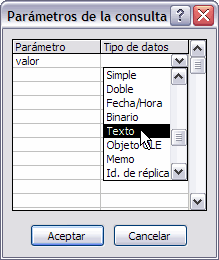 Parámetros de la consulta
Parámetro Tipo de datos
valor
Simple
Doble
Fecha/Hora
Binario
Texto
Objeto OLE
Memo
Id. de réplica
Aceptar Cancelar